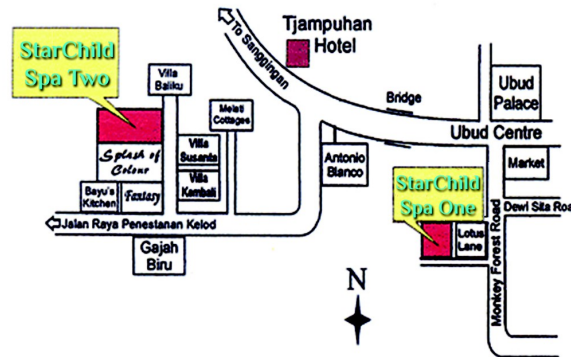 StarChild
Spa Two
To Sanggingan
Tjampuhan
Hotel
Villa
Baliku
Melati
Cottages
Bridge
Ubud
Palace
Ubud Centre
Splash of
Colour
Villa
Susanta
Villa
Kembali
Antonio
Blanco
Market
Bayu's
Kitchen
Fantasy
StarChild
Spa One
Dewi Sita Roa
Jalan Raya Penestanan Kelod
Lotus
Lane
Monkey Forest Road
Gajah
Biru
N